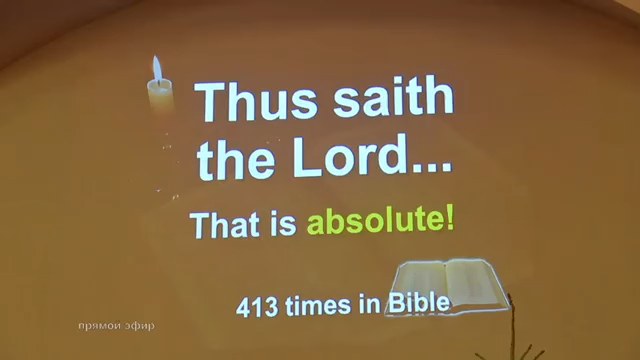 Thus saith
the Lord...
That is absolute!
413 times in Bible
прямой эфир